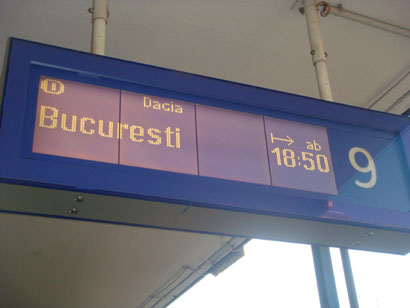 Dacia
Bucuresti
ab
18:50
9